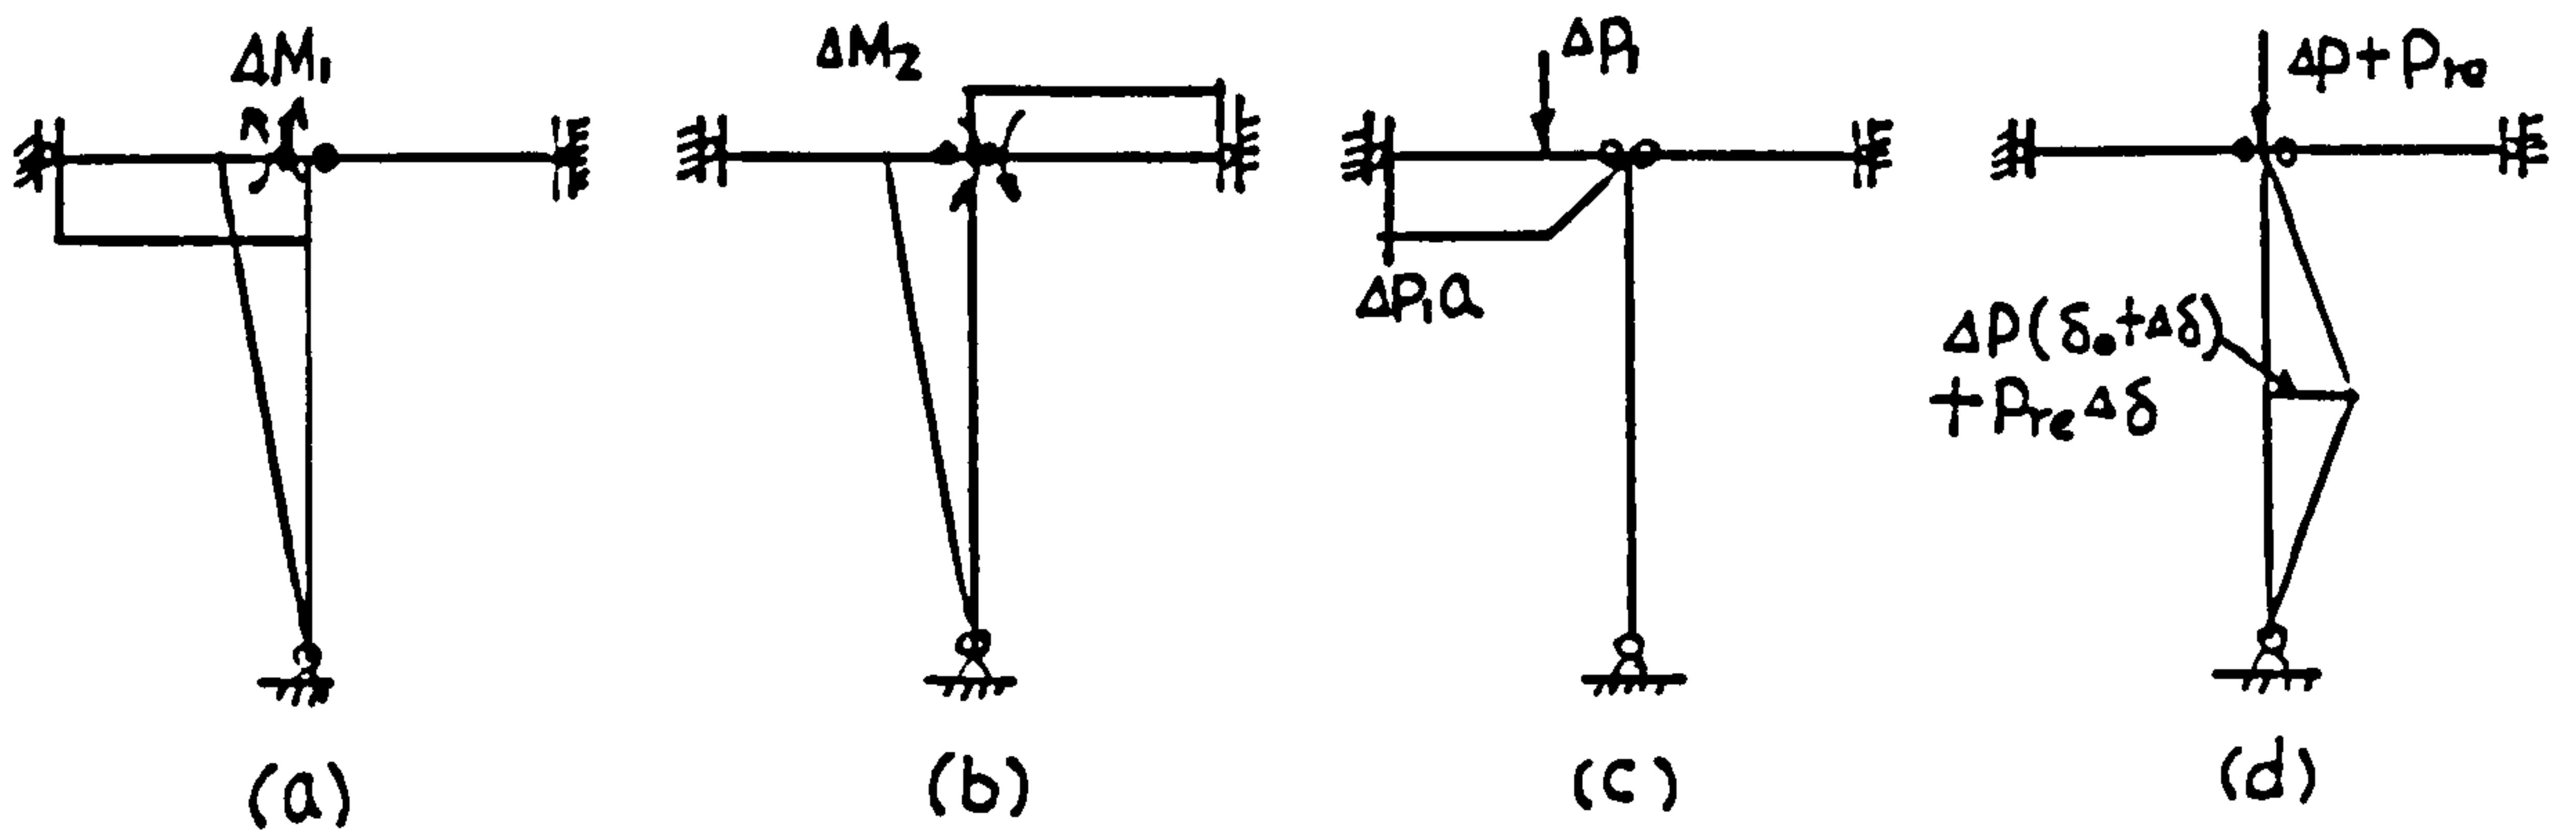 ΔM₁
ΔM₂
ΔP₁
ΔP + Pre
ΔP₁a
ΔP(δ₀+Δδ)
+ PreΔδ
(a)
(b)
(c)
(d)